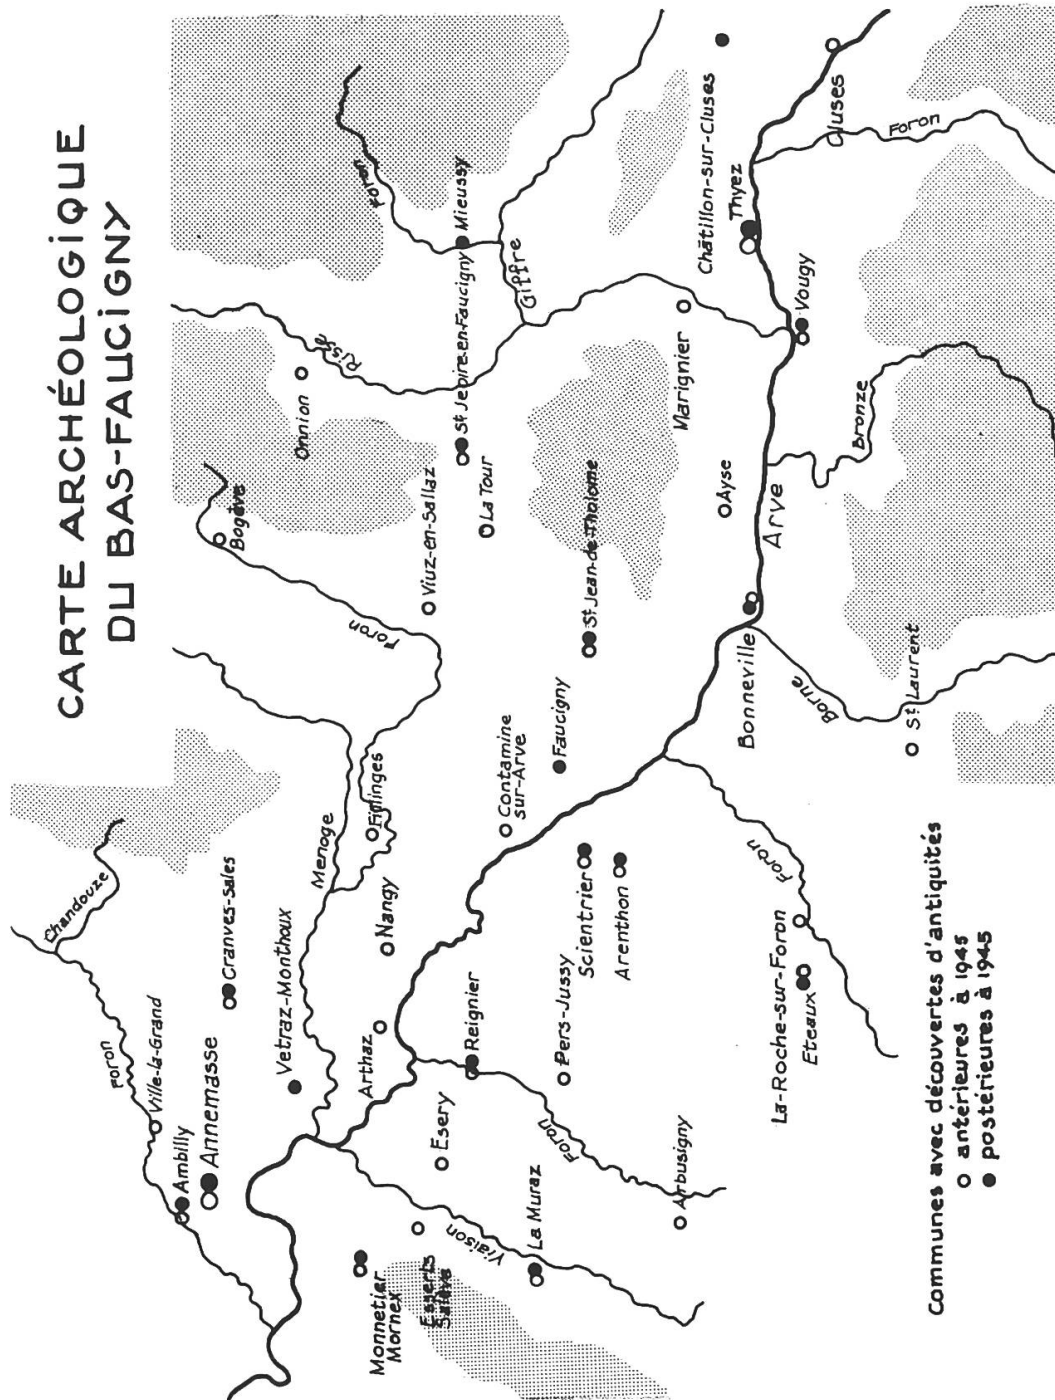 CARTE ARCHÉOLOGIQUE
DU BAS-FAUCIGNY
Chandouze
Foron
Ville-la-Grand
Ambilly
Annemasse
Cranves-Sales
Vetraz-Monthoux
Monnetier
Mornex
Esserts
Salève
Viaison
La Muraz
Esery
Arthaz
Nangy
Menoge
Fillinges
Foron
Bogève
Onnion
Risse
Viuz-en-Sallaz
La Tour
St Jeoire-en-Faucigny
Foron
Mieussy
Giffre
Contamine
sur-Arve
Faucigny
St Jean-de-Tholome
Reignier
Foron
Pers-Jussy
Scientrier
Arenthon
Arbusigny
La-Roche-sur-Foron
Eteaux
Foron
Bonneville
Borne
St Laurent
Arve
Ayse
Marignier
Bronze
Vougy
Thyez
Châtillon-sur-Cluses
Cluses
Foron
Communes avec découvertes d'antiquités
antérieures à 1945
postérieures à 1945